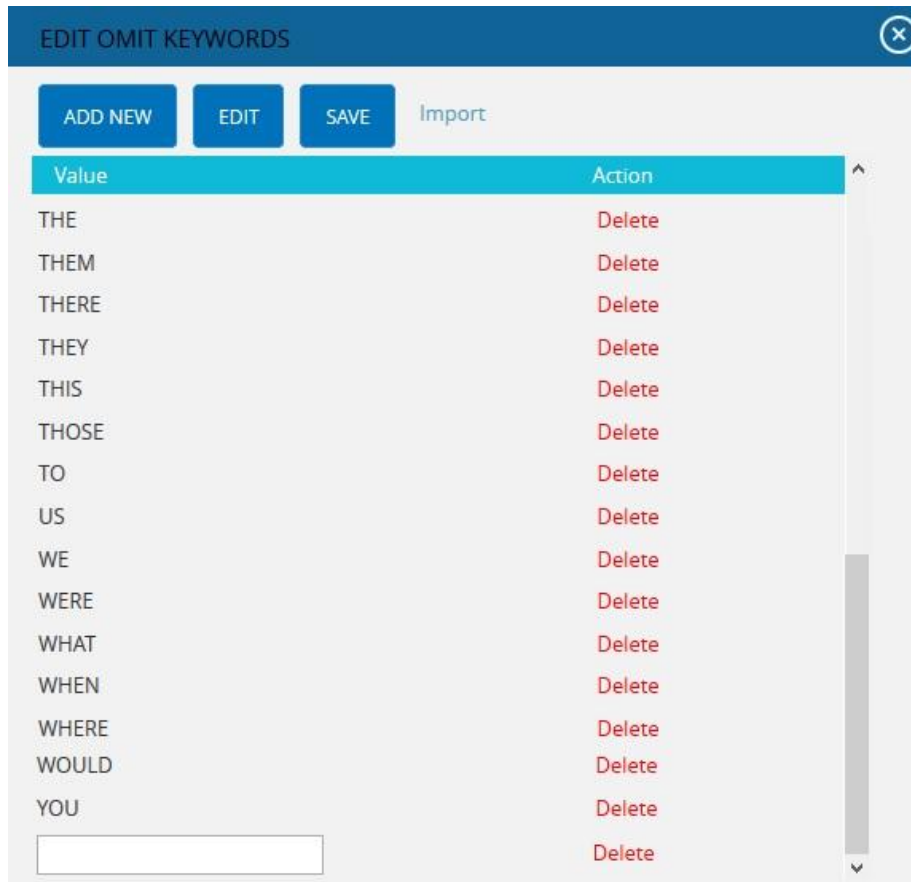 EDIT OMIT KEYWORDS
ADD NEW EDIT SAVE Import
Value Action
THE Delete
THEM Delete
THERE Delete
THEY Delete
THIS Delete
THOSE Delete
TO Delete
US Delete
WE Delete
WERE Delete
WHAT Delete
WHEN Delete
WHERE Delete
WOULD Delete
YOU Delete
Delete